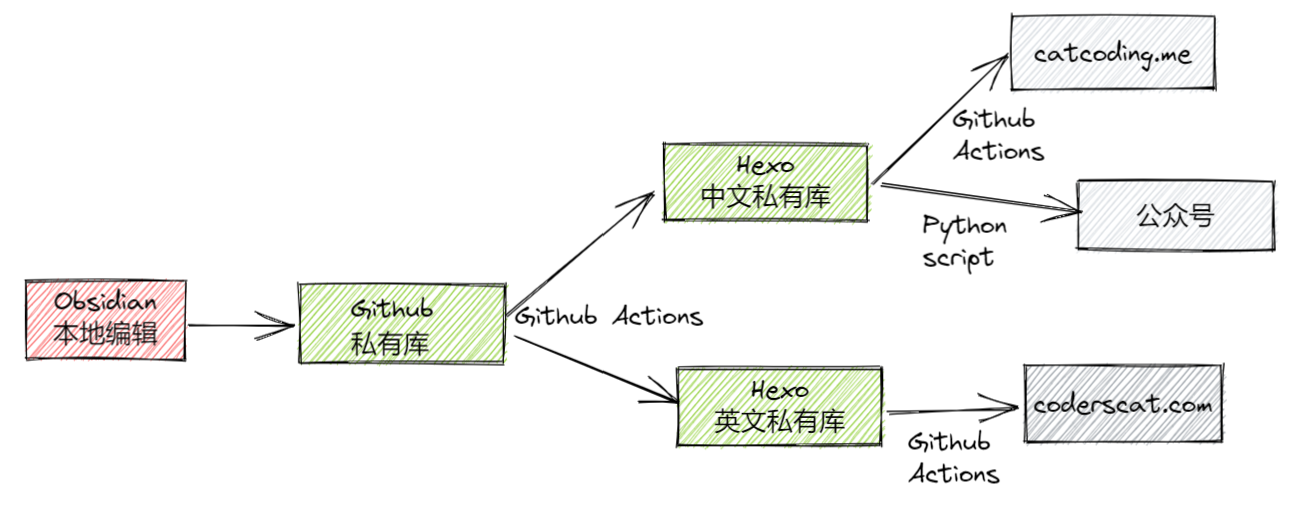 catcoding.me
Github
Actions
Hexo
中文私有库
公众号
Python
script
Obsidian
本地编辑
Github
私有库
Github Actions
Hexo
英文私有库
coderscat.com
Github
Actions